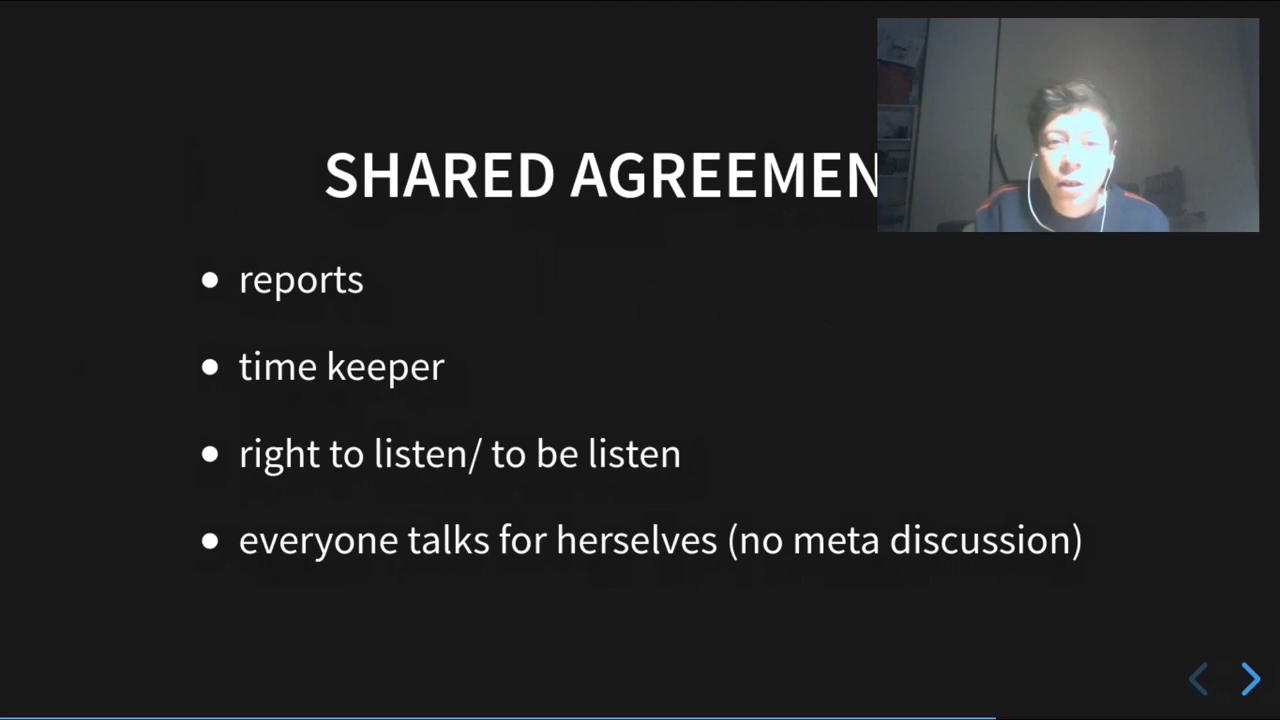 SHARED AGREEMEN
reports
time keeper
right to listen/ to be listen
everyone talks for herselves (no meta discussion)